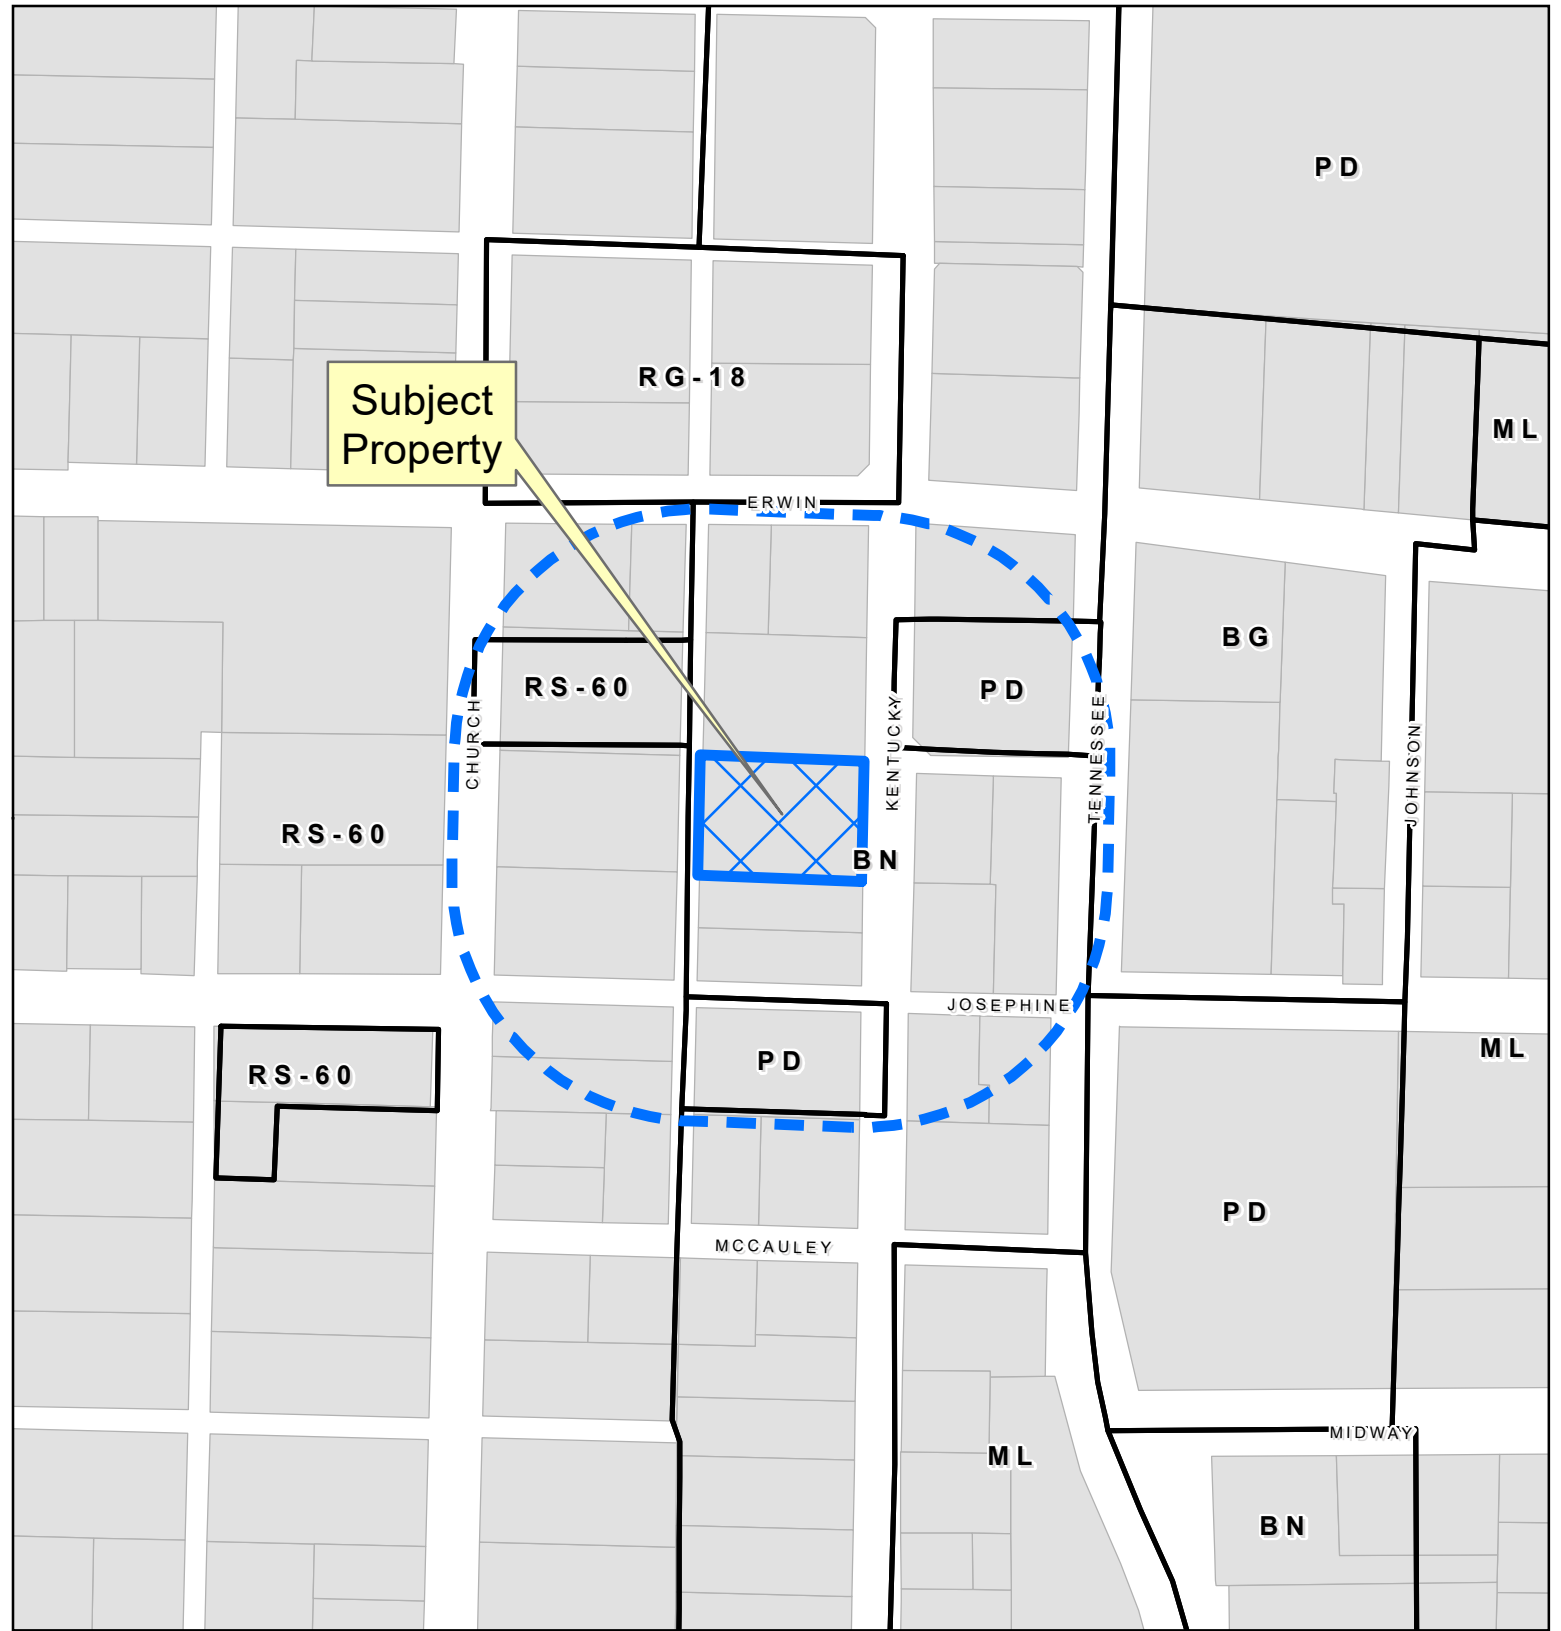 PD
RG-18
Subject
Property
ML
ERWIN
BG
RS-60
PD
CHURCH
KENTUCKY
TENNESSEE
JOHNSON
RS-60
BN
JOSEPHINE
ML
PD
RS-60
PD
MCCAULEY
MIDWAY
ML
BN